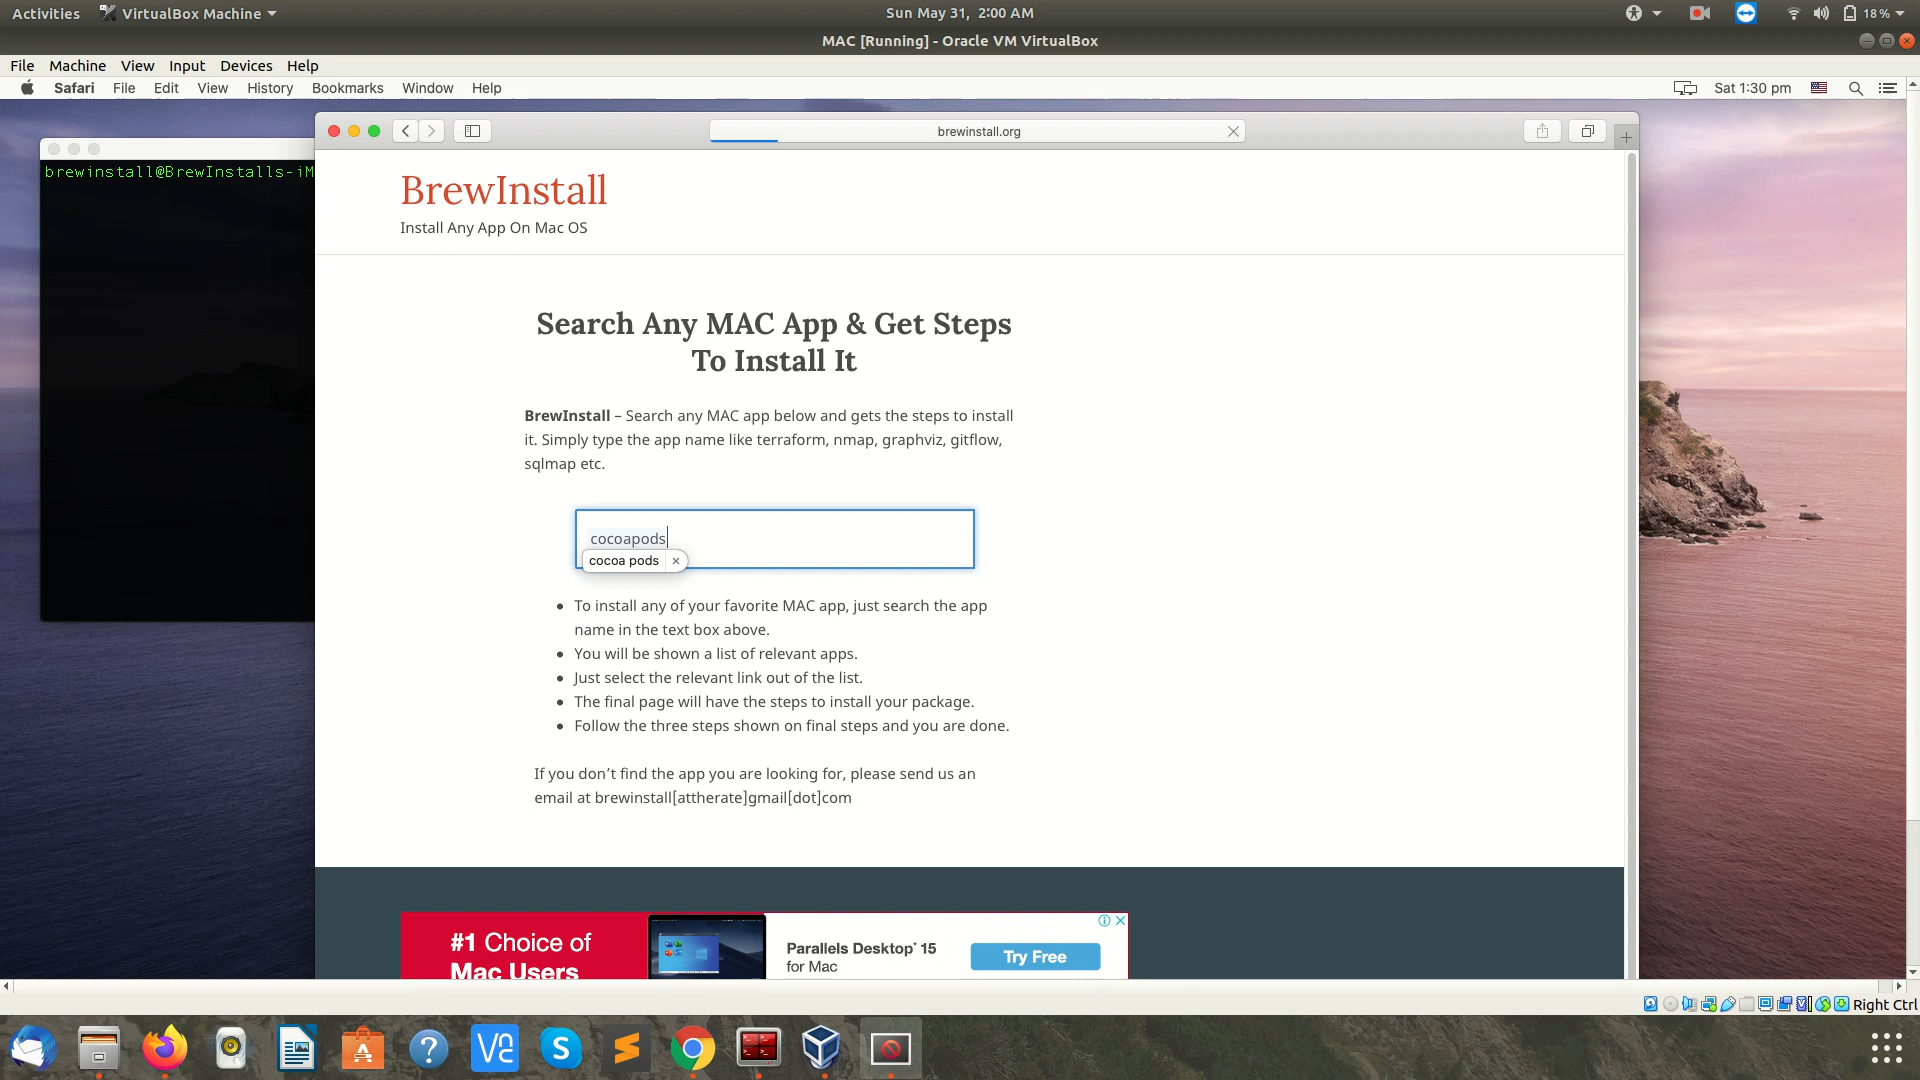 Activities
VirtualBox Machine
Sun May 31, 2:00 AM
18%
MAC [Running] - Oracle VM VirtualBox
File Machine View Input Devices Help
Safari File Edit View History Bookmarks Window Help
Sat 1:30 pm
brewinstall.org
brewinstall@BrewInstalls-iM
BrewInstall
Install Any App On Mac OS
Search Any MAC App & Get Steps
To Install It
BrewInstall – Search any MAC app below and gets the steps to install
it. Simply type the app name like terraform, nmap, graphviz, gitflow,
sqlmap etc.
cocoapods
cocoa pods ×
• To install any of your favorite MAC app, just search the app
name in the text box above.
• You will be shown a list of relevant apps.
• Just select the relevant link out of the list.
• The final page will have the steps to install your package.
• Follow the three steps shown on final steps and you are done.
If you don’t find the app you are looking for, please send us an
email at brewinstall[attherate]gmail[dot]com
#1 Choice of
Mac Users
Parallels Desktop® 15
for Mac
Try Free
Right Ctrl